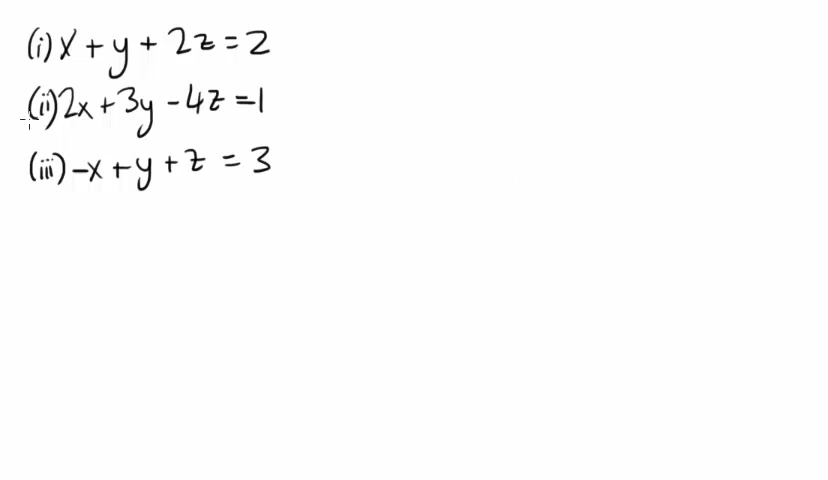 (i) x + y + 2z = 2
(ii) 2x + 3y - 4z = 1
(iii) -x + y + z = 3